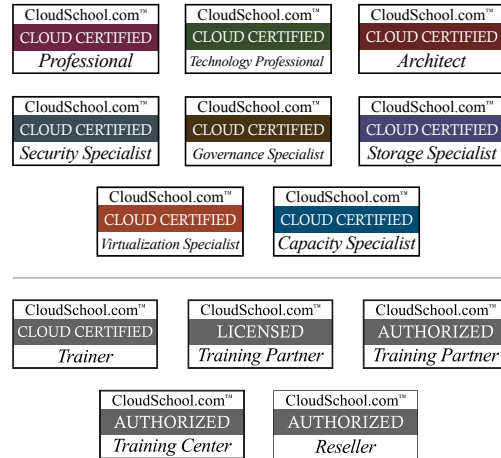 CloudSchool.com™
CLOUD CERTIFIED
Professional
CloudSchool.com™
CLOUD CERTIFIED
Technology Professional
CloudSchool.com™
CLOUD CERTIFIED
Architect
CloudSchool.com™
CLOUD CERTIFIED
Security Specialist
CloudSchool.com™
CLOUD CERTIFIED
Governance Specialist
CloudSchool.com™
CLOUD CERTIFIED
Storage Specialist
CloudSchool.com™
CLOUD CERTIFIED
Virtualization Specialist
CloudSchool.com™
CLOUD CERTIFIED
Capacity Specialist
CloudSchool.com™
CLOUD CERTIFIED
Trainer
CloudSchool.com™
LICENSED
Training Partner
CloudSchool.com™
AUTHORIZED
Training Partner
CloudSchool.com™
AUTHORIZED
Training Center
CloudSchool.com™
AUTHORIZED
Reseller